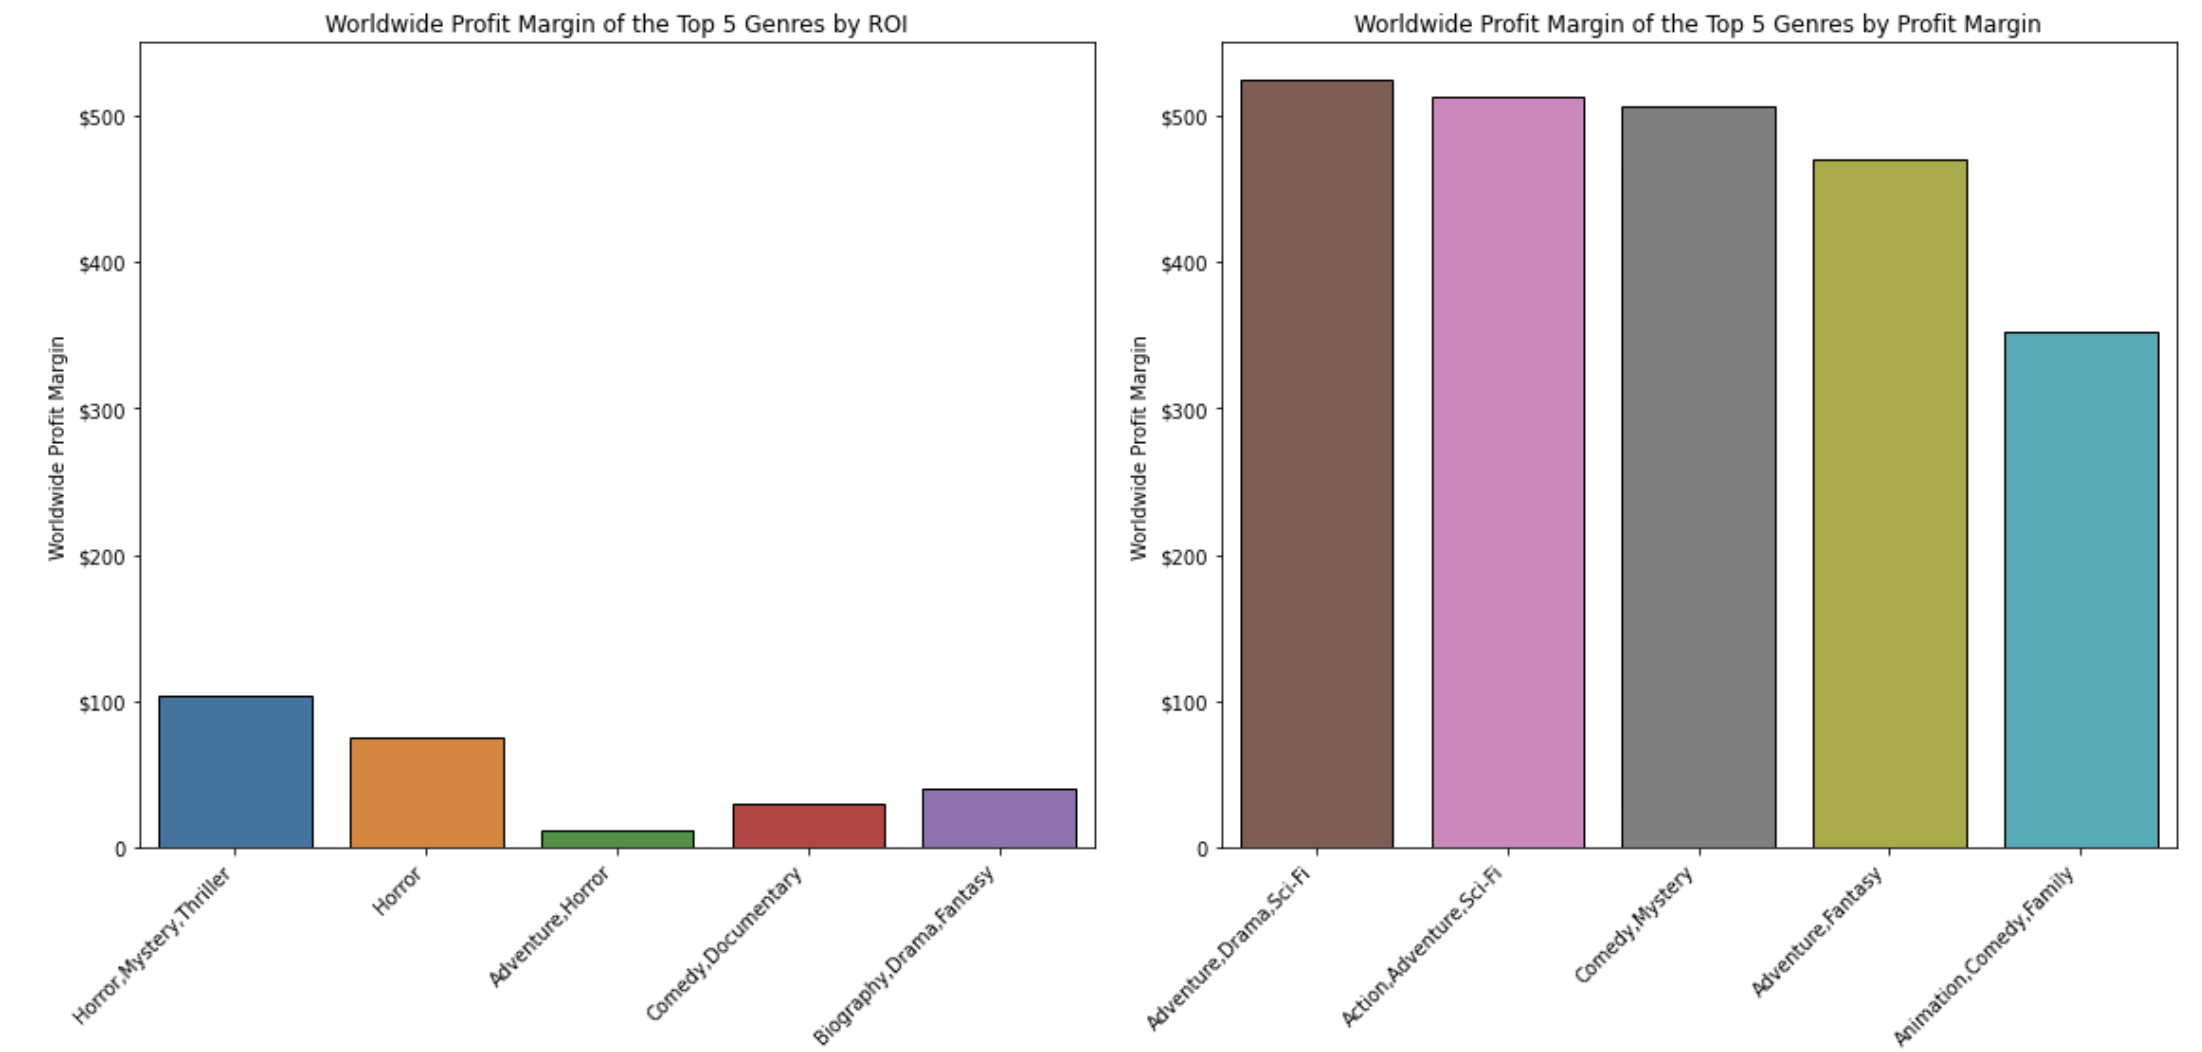 Worldwide Profit Margin of the Top 5 Genres by ROI
Worldwide Profit Margin
$500
$400
$300
$200
$100
0
Horror,Mystery,Thriller
Horror
Adventure,Horror
Comedy,Documentary
Biography,Drama,Fantasy
Worldwide Profit Margin of the Top 5 Genres by Profit Margin
Worldwide Profit Margin
$500
$400
$300
$200
$100
0
Adventure,Drama,Sci-Fi
Action,Adventure,Sci-Fi
Comedy,Mystery
Adventure,Fantasy
Animation,Comedy,Family